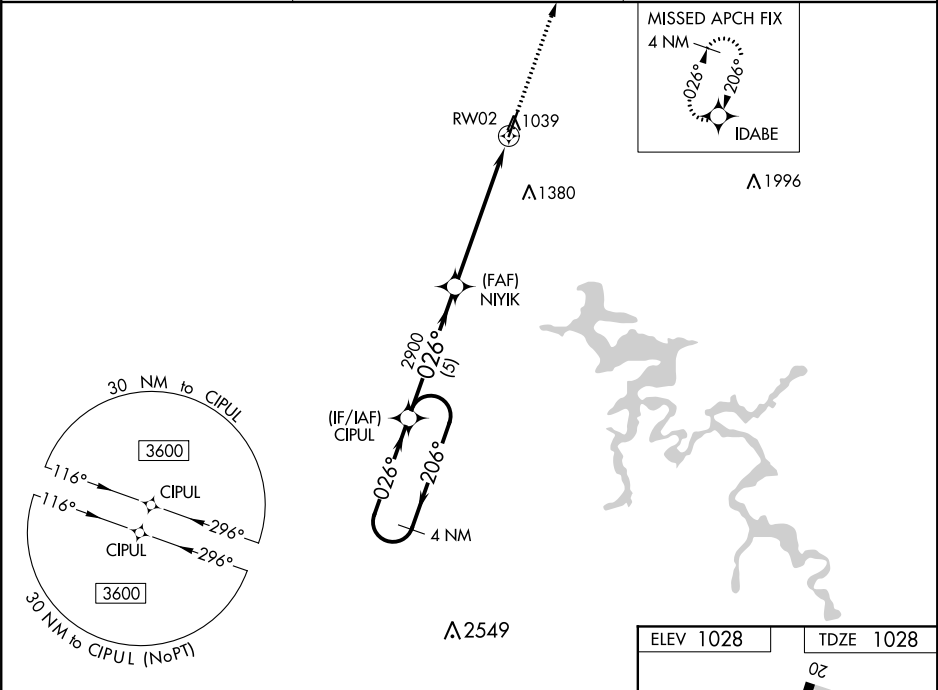 MISSED APCH FIX
4 NM
026°
206°
IDABE
RW02
1039
1380
1996
(FAF)
NIYIK
2900
026°
(5)
(IF/IAF)
CIPUL
026°
206°
4 NM
30 NM to CIPUL
3600
116°
CIPUL
296°
116°
CIPUL
296°
3600
30 NM to CIPUL (NoPT)
2549
ELEV 1028
TDZE 1028
20